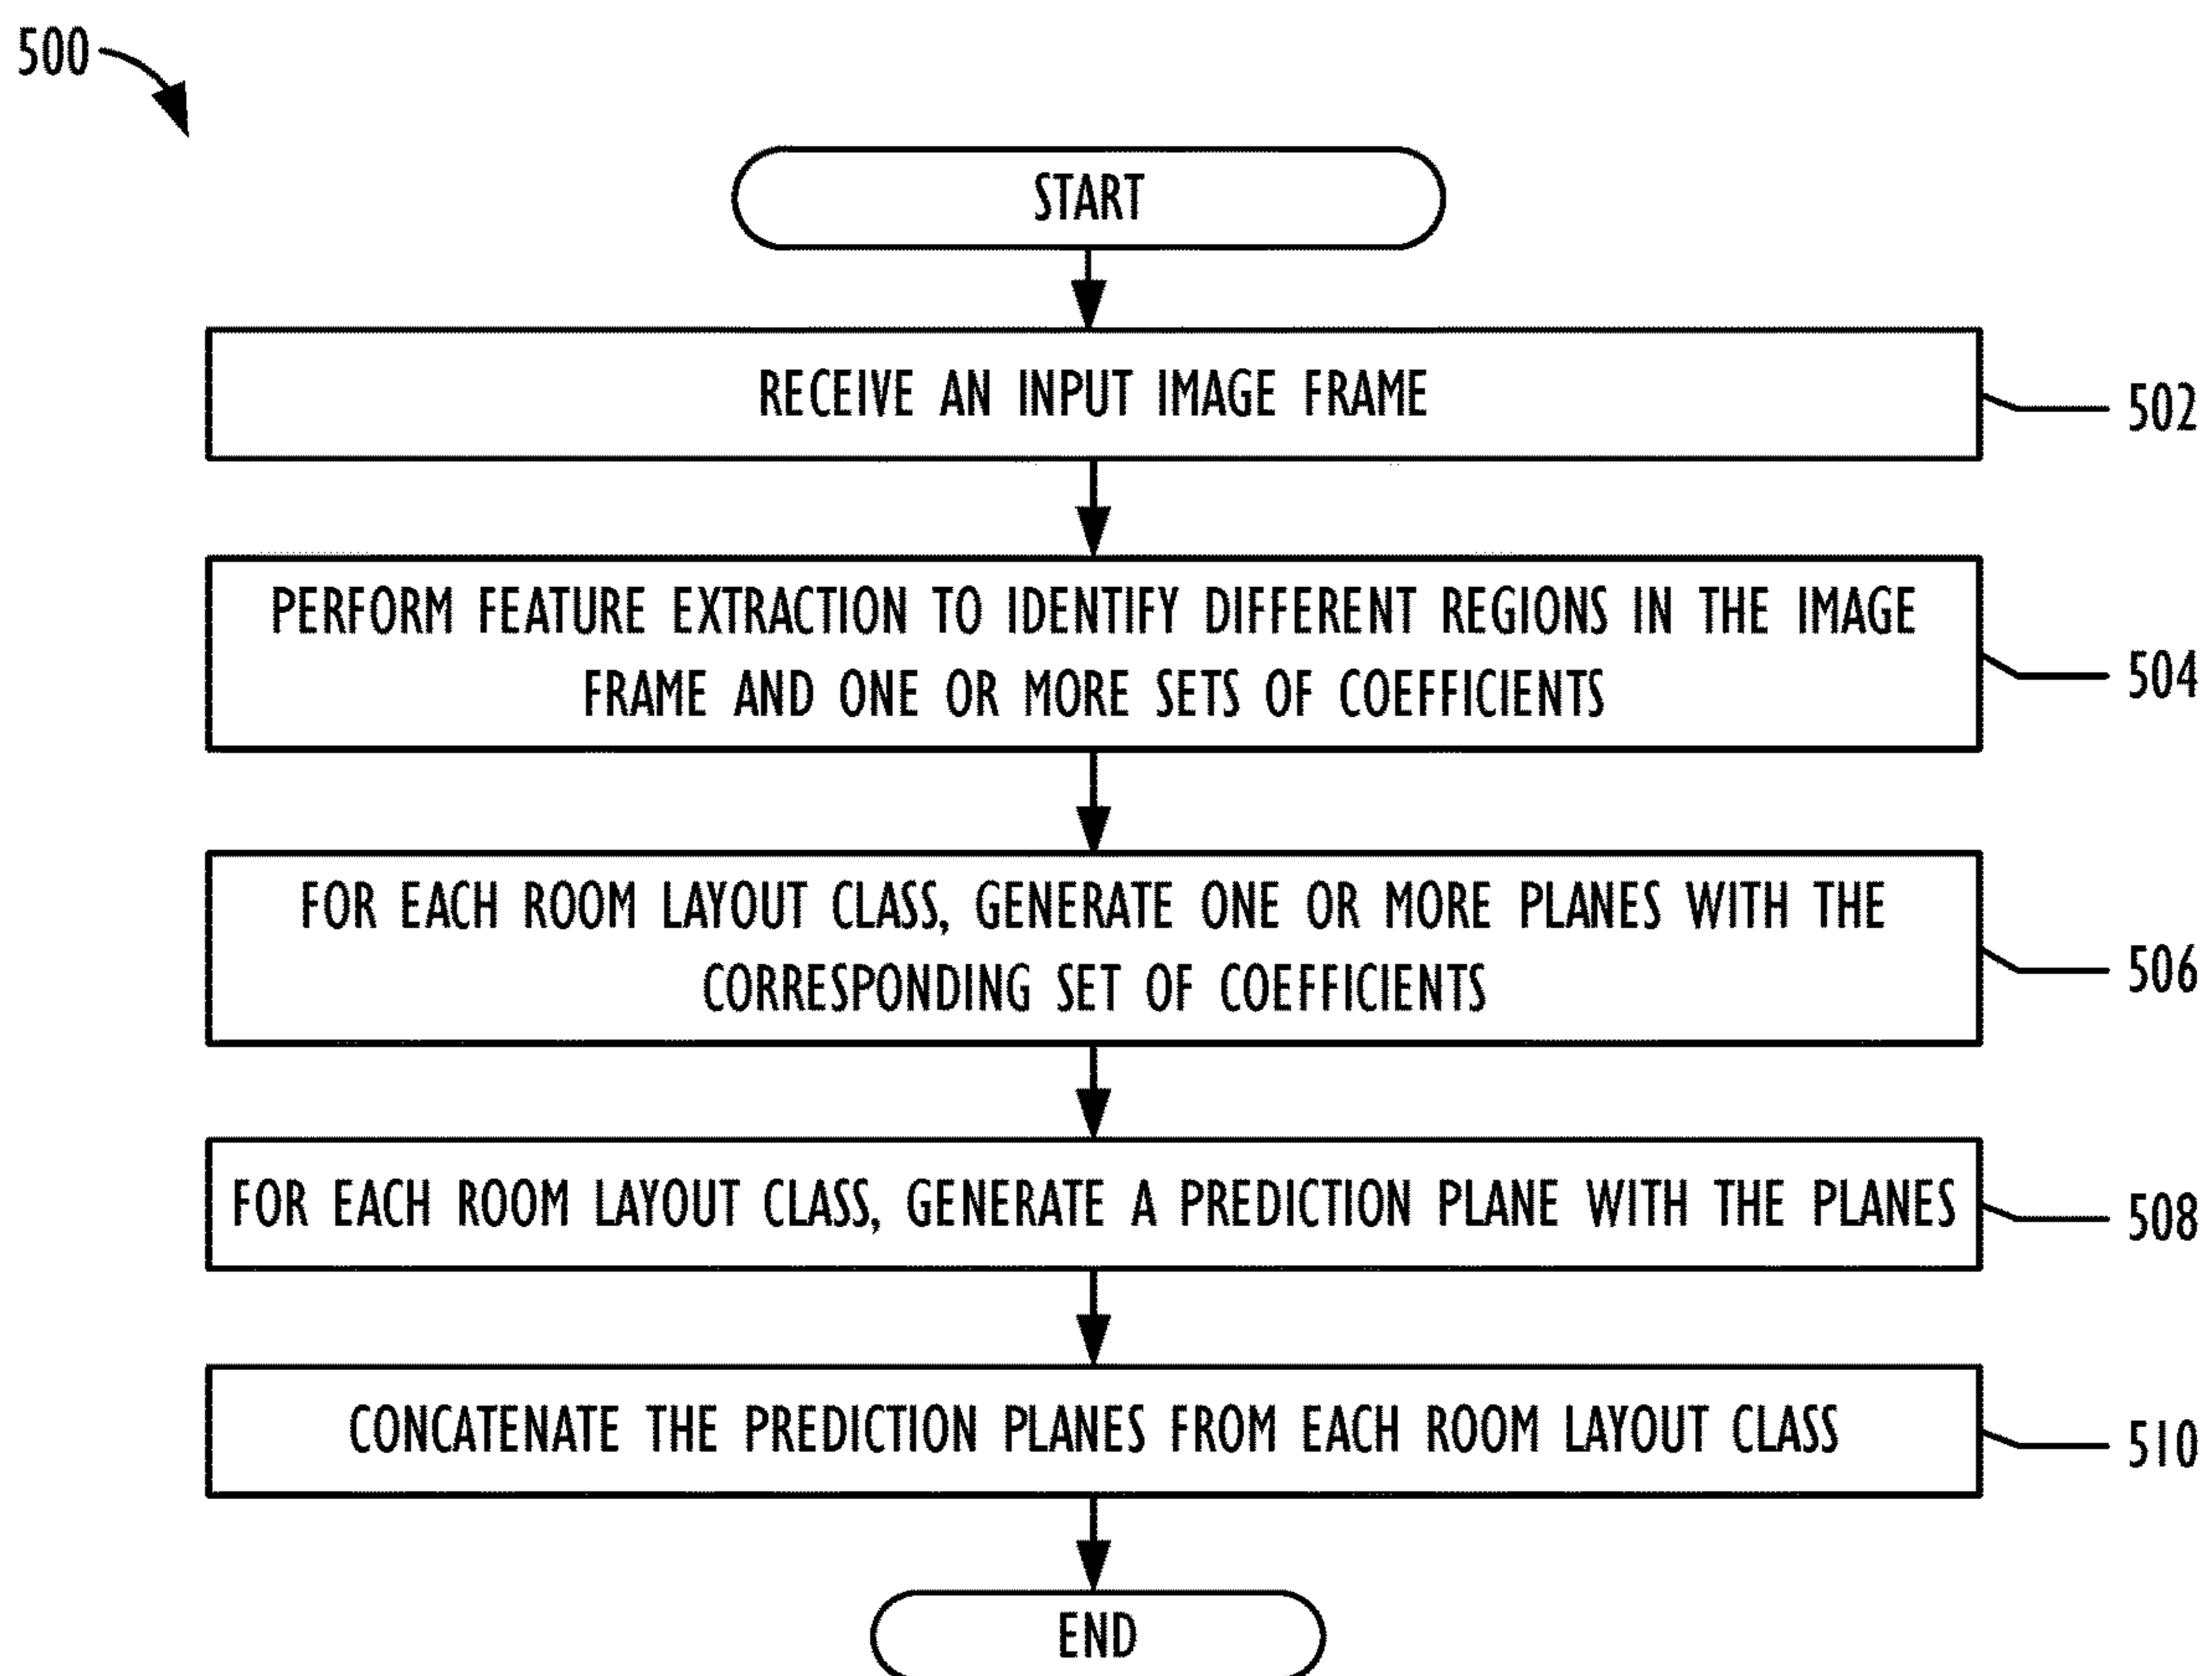 500
START
RECEIVE AN INPUT IMAGE FRAME
502
PERFORM FEATURE EXTRACTION TO IDENTIFY DIFFERENT REGIONS IN THE IMAGE
FRAME AND ONE OR MORE SETS OF COEFFICIENTS
504
FOR EACH ROOM LAYOUT CLASS, GENERATE ONE OR MORE PLANES WITH THE
CORRESPONDING SET OF COEFFICIENTS
506
FOR EACH ROOM LAYOUT CLASS, GENERATE A PREDICTION PLANE WITH THE PLANES
508
CONCATENATE THE PREDICTION PLANES FROM EACH ROOM LAYOUT CLASS
510
END